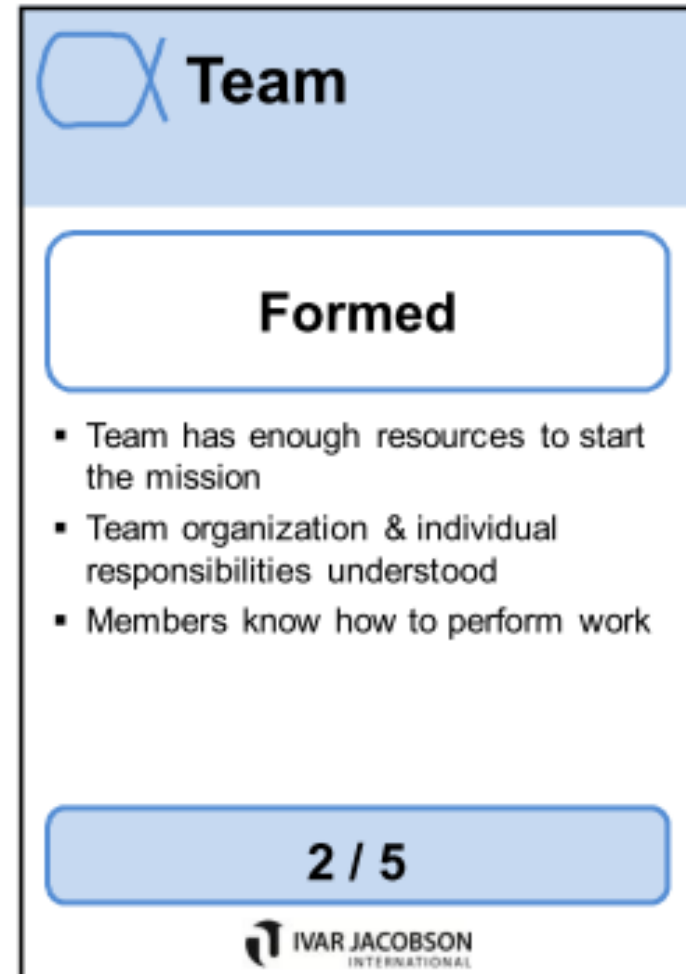 Team
Formed
▪ Team has enough resources to start
the mission
▪ Team organization & individual
responsibilities understood
▪ Members know how to perform work
2 / 5
IVAR JACOBSON
INTERNATIONAL